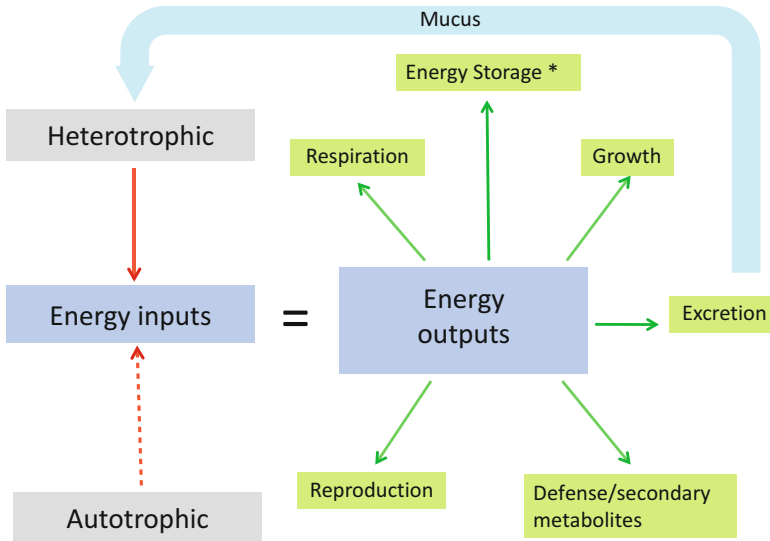 Mucus
Energy Storage *
Heterotrophic
Respiration
Growth
Energy inputs
=
Energy
outputs
Excretion
Reproduction
Defense/secondary
metabolites
Autotrophic